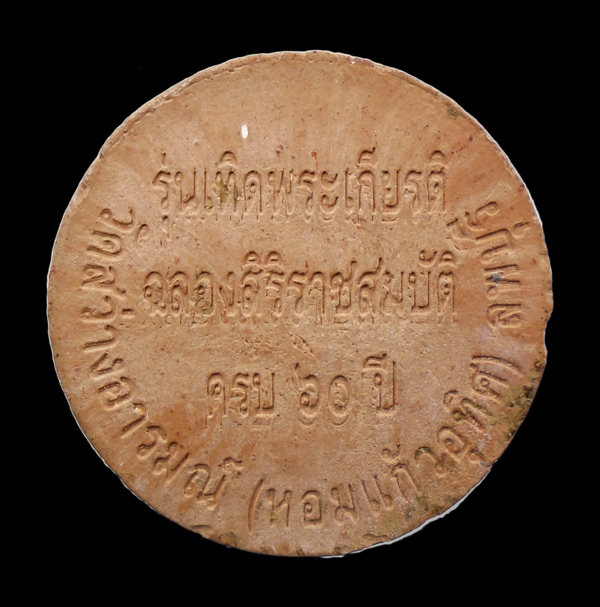 รุ่นเทิดพระเกียรติ
ฉลองสิริราชสมบัติ
ครบ ๖๐ ปี
วัดสว่างอารมณ์ (หอมแก้วอุทิศ) ลพบุรี